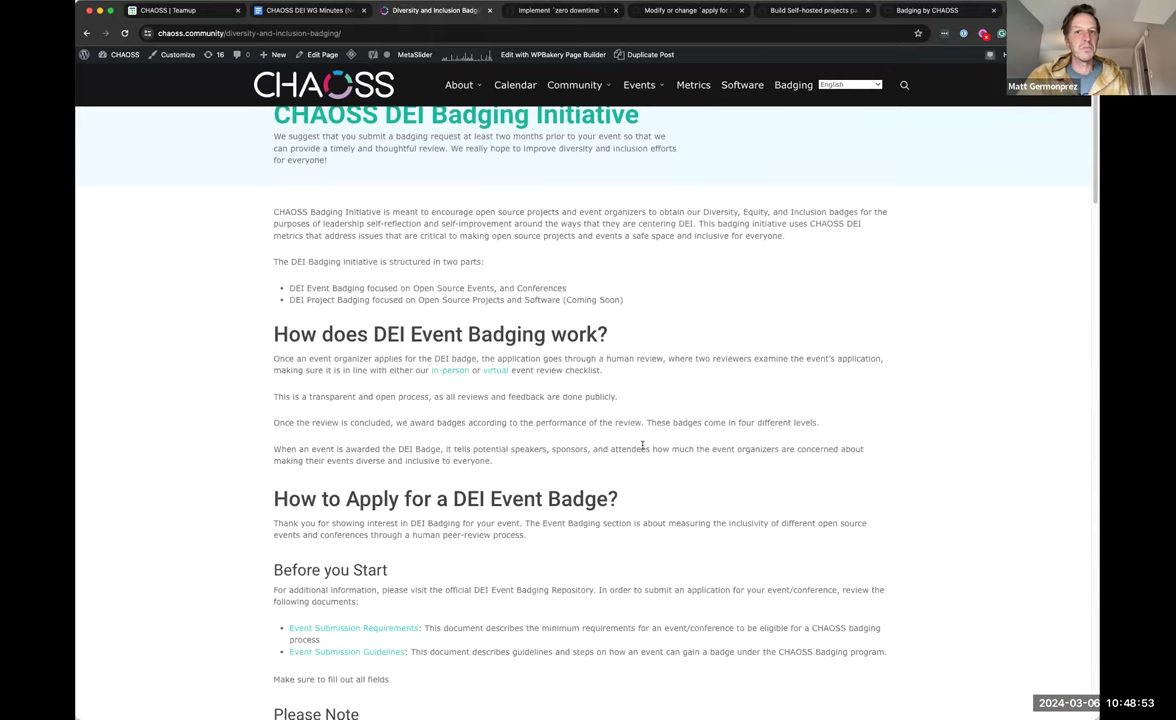 CHAOSS | Teamup
CHAOSS DEI WG Minutes (Ne
Diversity and Inclusion Badg
Implement `zero downtime`
Modify or change `apply for
Build Self-hosted projects pa
Badging by CHAOSS
chaoss.community/diversity-and-inclusion-badging/
CHAOSS
Customize
16
0
New
Edit Page
MetaSlider
Edit with WPBakery Page Builder
Duplicate Post
Matt Germonprez
CHAOSS
About
Calendar
Community
Events
Metrics
Software
Badging
English
CHAOSS DEI Badging Initiative
We suggest that you submit a badging request at least two months prior to your event so that we
can provide a timely and thoughtful review. We really hope to improve diversity and inclusion efforts
for everyone!
CHAOSS Badging Initiative is meant to encourage open source projects and event organizers to obtain our Diversity, Equity, and Inclusion badges for the
purposes of leadership self-reflection and self-improvement around the ways that they are centering DEI. This badging initiative uses CHAOSS DEI
metrics that address issues that are critical to making open source projects and events a safe space and inclusive for everyone.
The DEI Badging initiative is structured in two parts:
• DEI Event Badging focused on Open Source Events, and Conferences
• DEI Project Badging focused on Open Source Projects and Software (Coming Soon)
How does DEI Event Badging work?
Once an event organizer applies for the DEI badge, the application goes through a human review, where two reviewers examine the event's application,
making sure it is in line with either our in-person or virtual event review checklist.
This is a transparent and open process, as all reviews and feedback are done publicly.
Once the review is concluded, we award badges according to the performance of the review. These badges come in four different levels.
When an event is awarded the DEI Badge, it tells potential speakers, sponsors, and attendees how much the event organizers are concerned about
making their events diverse and inclusive to everyone.
How to Apply for a DEI Event Badge?
Thank you for showing interest in DEI Badging for your event. The Event Badging section is about measuring the inclusivity of different open source
events and conferences through a human peer-review process.
Before you Start
For additional information, please visit the official DEI Event Badging Repository. In order to submit an application for your event/conference, review the
following documents:
• Event Submission Requirements: This document describes the minimum requirements for an event/conference to be eligible for a CHAOSS badging
process
• Event Submission Guidelines: This document describes guidelines and steps on how an event can gain a badge under the CHAOSS Badging program.
Make sure to fill out all fields
Please Note
2024-03-06 10:48:53